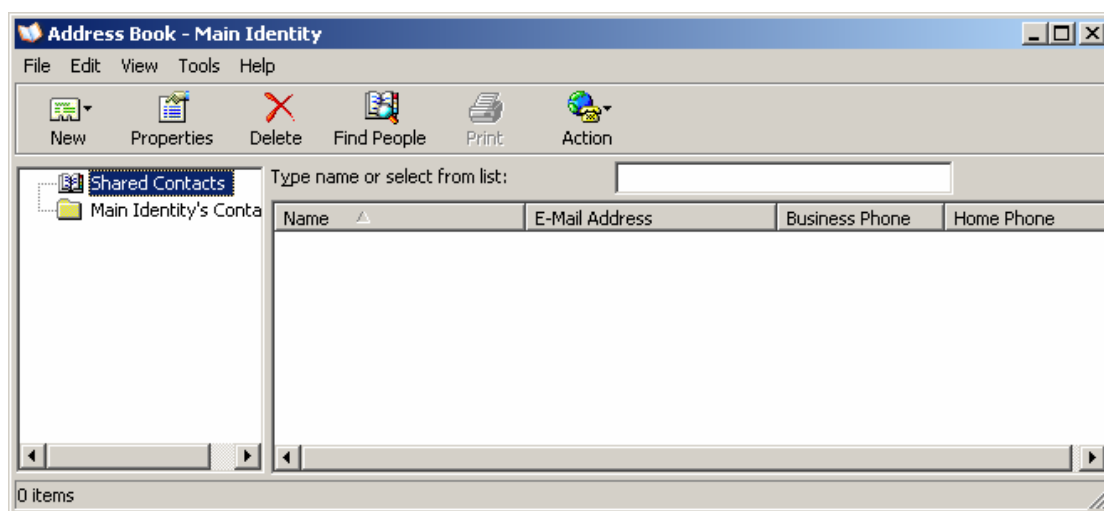 Address Book - Main Identity
File Edit View Tools Help
New Properties Delete Find People Print Action
Shared Contacts
Main Identity's Conta
Type name or select from list:
Name E-Mail Address Business Phone Home Phone
0 items